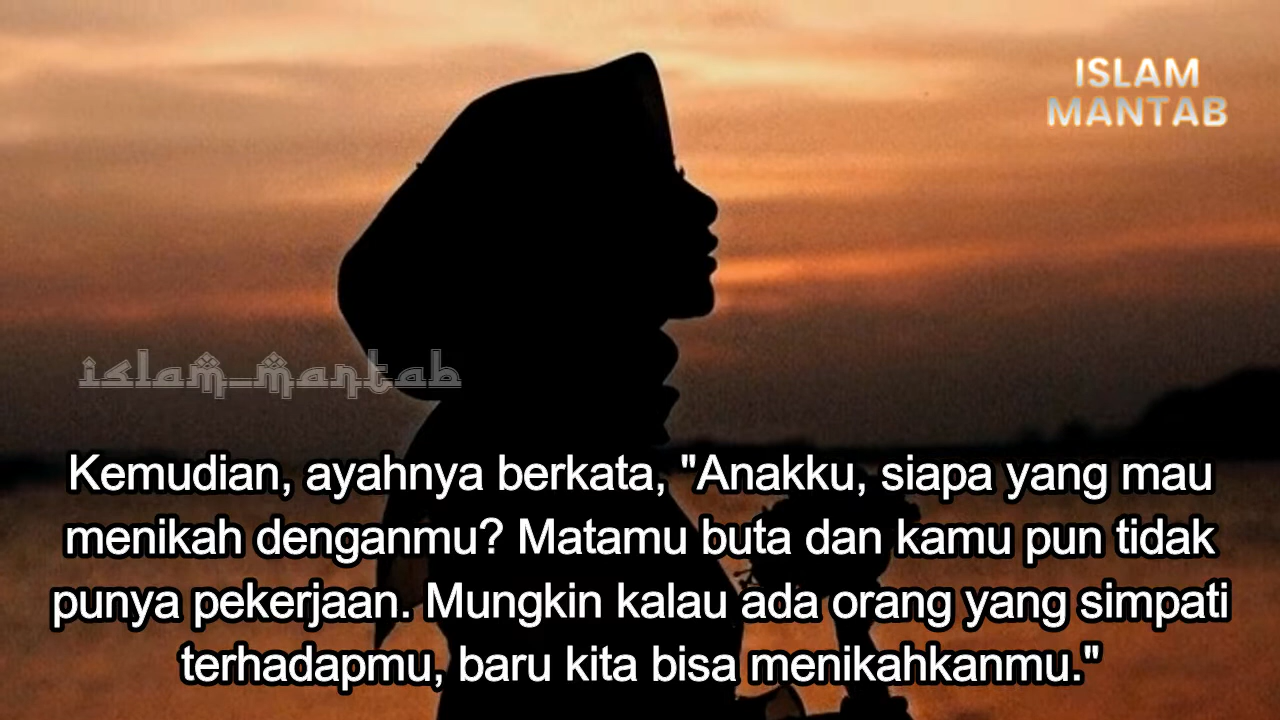 ISLAM
MANTAB
islam_mantab
Kemudian, ayahnya berkata, "Anakku, siapa yang mau
menikah denganmu? Matamu buta dan kamu pun tidak
punya pekerjaan. Mungkin kalau ada orang yang simpati
terhadapmu, baru kita bisa menikahkanmu."